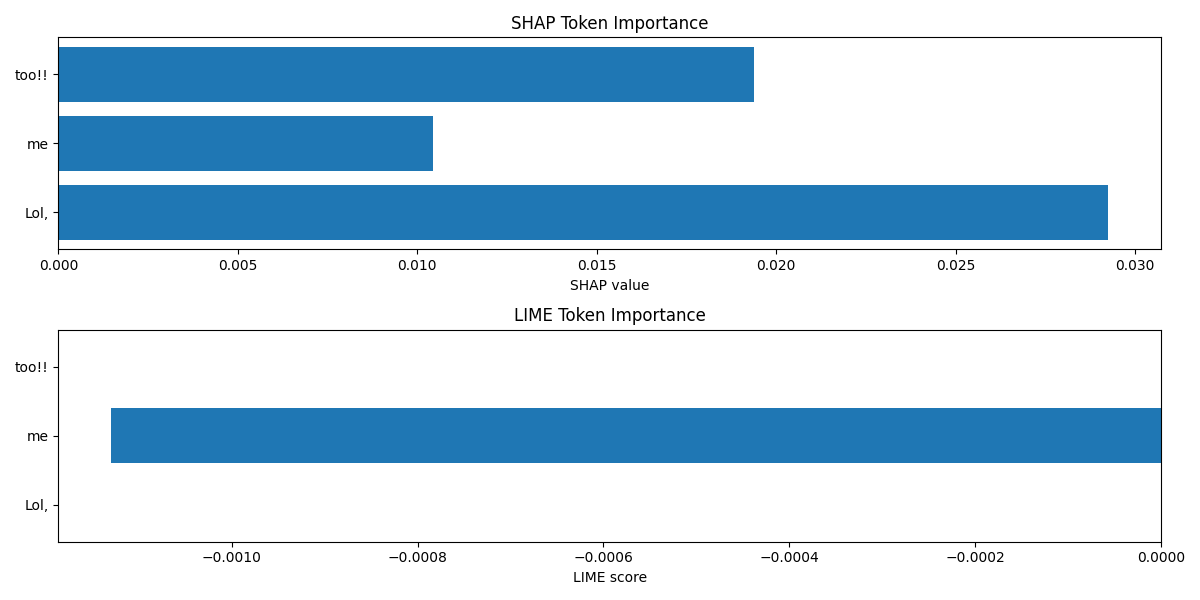 SHAP Token Importance
too!!
me
Lol,
0.000 0.005 0.010 0.015 0.020 0.025 0.030
SHAP value
LIME Token Importance
too!!
me
Lol,
−0.0010 −0.0008 −0.0006 −0.0004 −0.0002 0.0000
LIME score